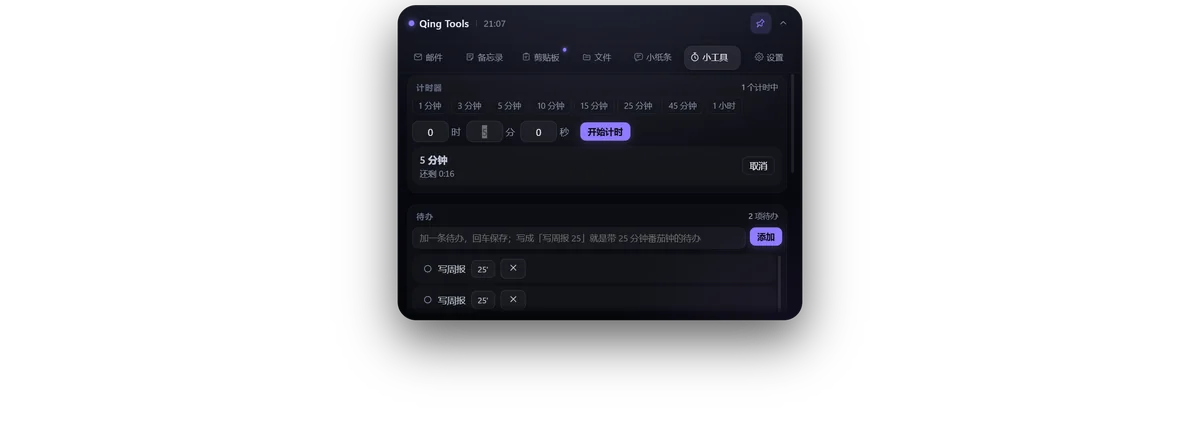 Qing Tools 21:07
邮件 备忘录 剪贴板 文件 小纸条 小工具 设置
计时器 1 个计时中
1 分钟 3 分钟 5 分钟 10 分钟 15 分钟 25 分钟 45 分钟 1 小时
0 时 分 0 秒 开始计时
5 分钟
还剩 0:16
取消
待办 2 项待办
加一条待办，回车保存；写成「写周报 25」就是带 25 分钟番茄钟的待办 添加
写周报 25' ×
写周报 25' ×